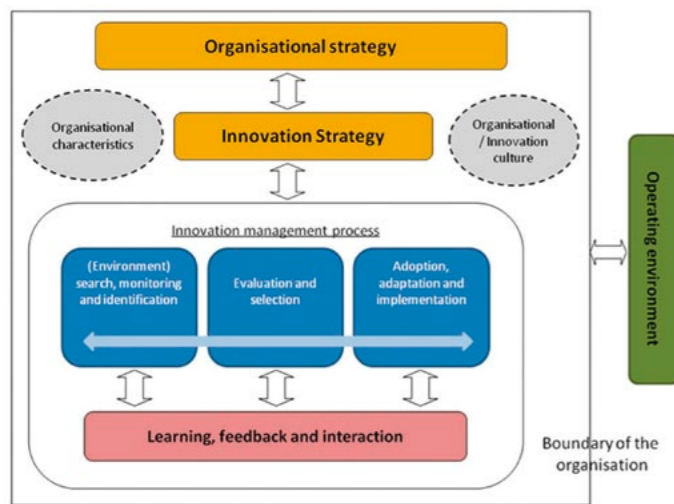 Organisational strategy
Organisational
characteristics
Innovation Strategy
Organisational
/ Innovation
culture
Operating environment
Innovation management process
(Environment)
search, monitoring
and identification
Evaluation and
selection
Adoption,
adaptation and
implementation
Learning, feedback and interaction
Boundary of the
organisation